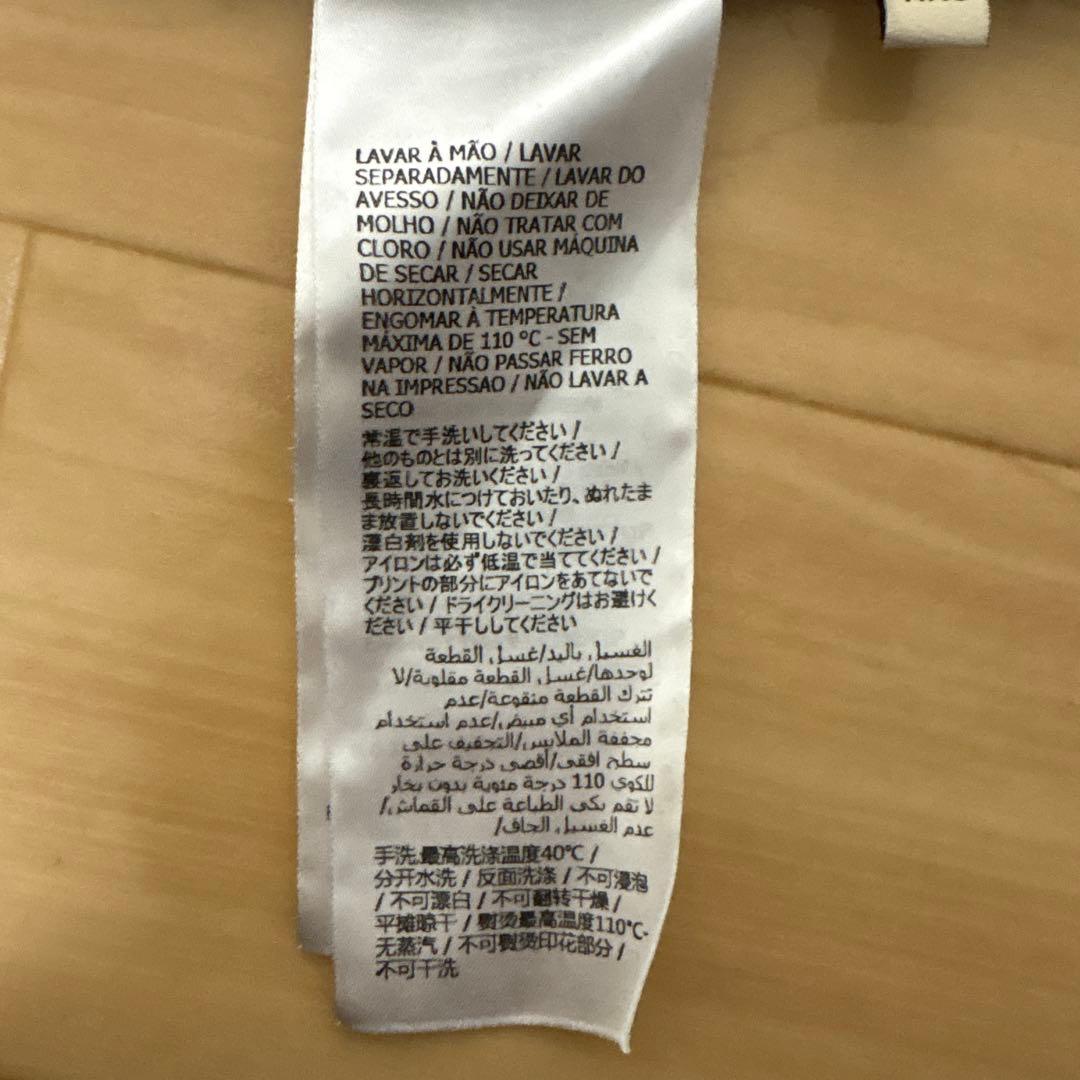 LAVAR À MÃO / LAVAR
SEPARADAMENTE / LAVAR DO
AVESSO / NÃO DEIXAR DE
MOLHO / NÃO TRATAR COM
CLORO / NÃO USAR MÁQUINA
DE SECAR / SECAR
HORIZONTALMENTE /
ENGOMAR À TEMPERATURA
MÁXIMA DE 110 °C - SEM
VAPOR / NÃO PASSAR FERRO
NA IMPRESSAO / NÃO LAVAR A
SECO
常温で手洗いしてください /
他のものとは別に洗ってください /
裏返してお洗いください /
長時間水につけておいたり、ぬれたま
ま放置しないでください /
漂白剤を使用しないでください /
アイロンは必ず低温で当ててください /
プリントの部分にアイロンをあてないで
ください / ドライクリーニングはお避けく
ださい / 平干ししてください
الغسيل باليد/غسل القطعة
لوحدها/غسل القطعة مقلوبة/لا
تترك القطعة منقوعة/عدم
استخدام أي مبيض/عدم استخدام
مجففة الملابس/التجفيف على
سطح افقي/أقصى درجة حرارة
للكوي 110 درجة مئوية بدون بخار
لا تقم بكى الطباعة على القماش/
عدم الغسيل الجاف/
手洗,最高洗涤温度40℃ /
分开水洗 / 反面洗涤 / 不可浸泡
/ 不可漂白 / 不可翻转干燥 /
平摊晾干 / 熨烫最高温度110℃-
无蒸汽 / 不可熨烫印花部分 /
不可干洗